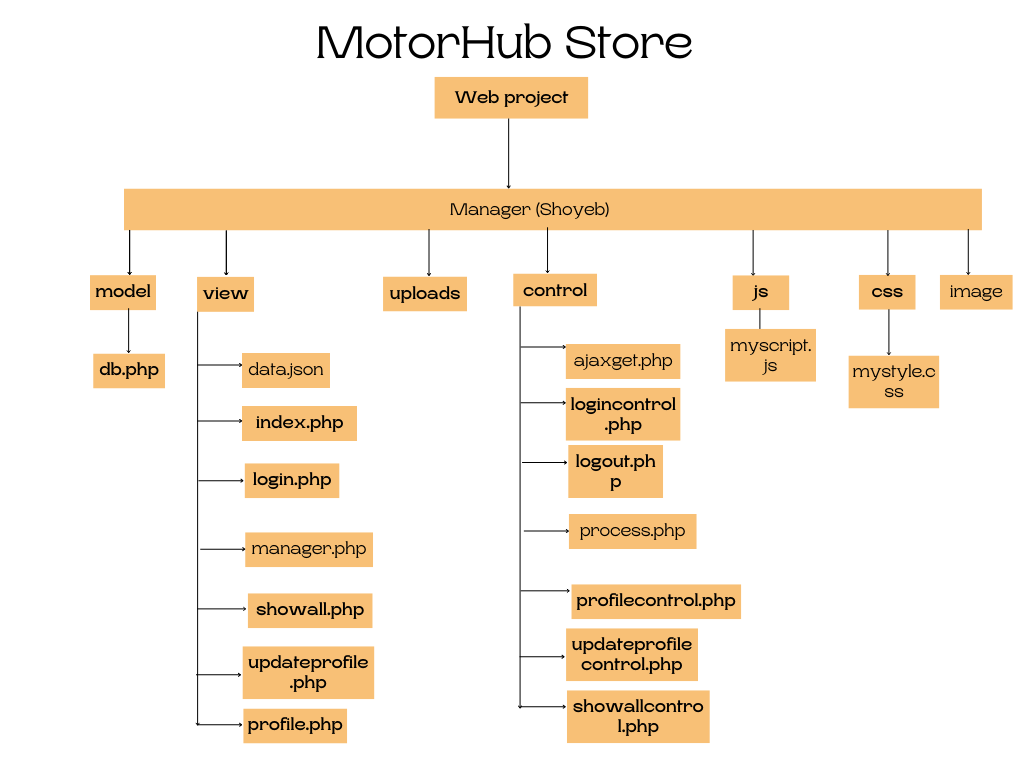 MotorHub Store
Web project
Manager (Shoyeb)
model
view
uploads
control
js
css
image
db.php
data.json
index.php
login.php
manager.php
showall.php
updateprofile
.php
profile.php
ajaxget.php
logincontrol
.php
logout.ph
p
process.php
profilecontrol.php
updateprofile
control.php
showallcontro
l.php
myscript.
js
mystyle.c
ss